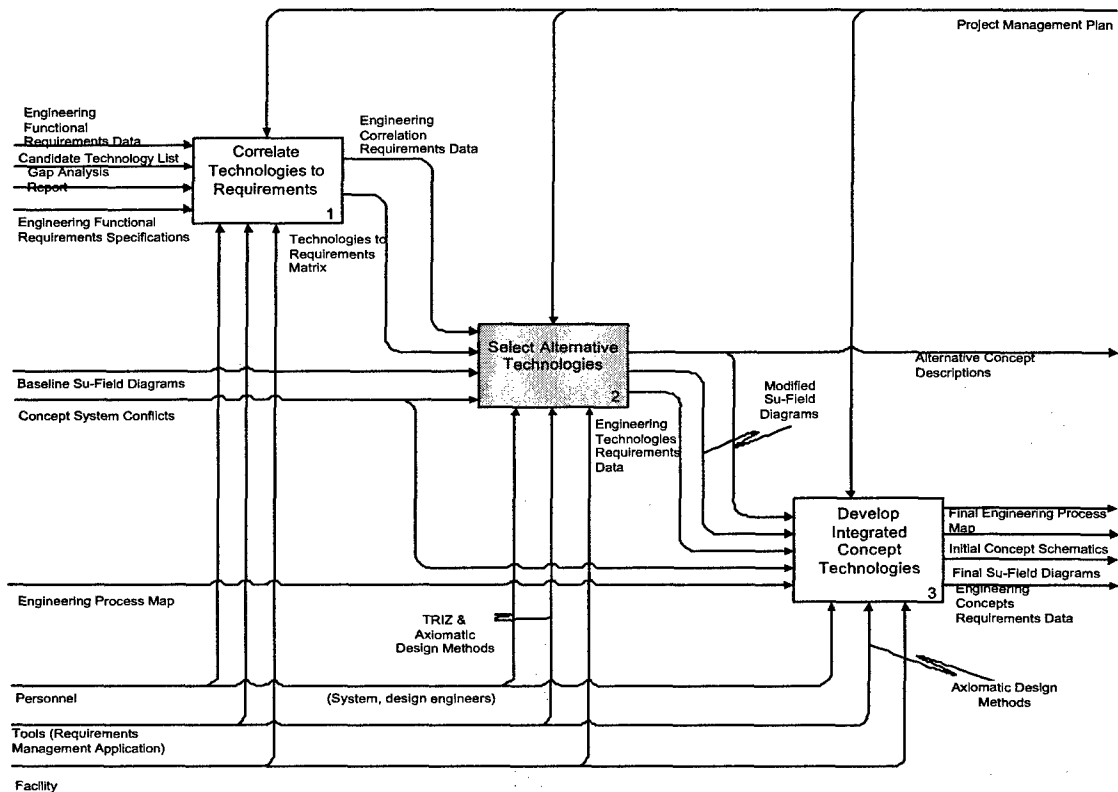 Project Management Plan
Engineering
Functional
Requirements Data
Candidate Technology List
Gap Analysis
Report
Engineering Functional
Requirements Specifications
Correlate
Technologies to
Requirements
1
Engineering
Correlation
Requirements Data
Technologies to
Requirements
Matrix
Baseline Su-Field Diagrams
Concept System Conflicts
Select Alternative
Technologies
2
Alternative Concept
Descriptions
Modified
Su-Field
Diagrams
Engineering
Technologies
Requirements
Data
Develop
Integrated
Concept
Technologies
3
Final Engineering Process
Map
Initial Concept Schematics
Final Su-Field Diagrams
Engineering
Concepts
Requirements Data
Engineering Process Map
TRIZ &
Axiomatic
Design Methods
Personnel
(System, design engineers)
Axiomatic Design
Methods
Tools (Requirements
Management Application)
Facility